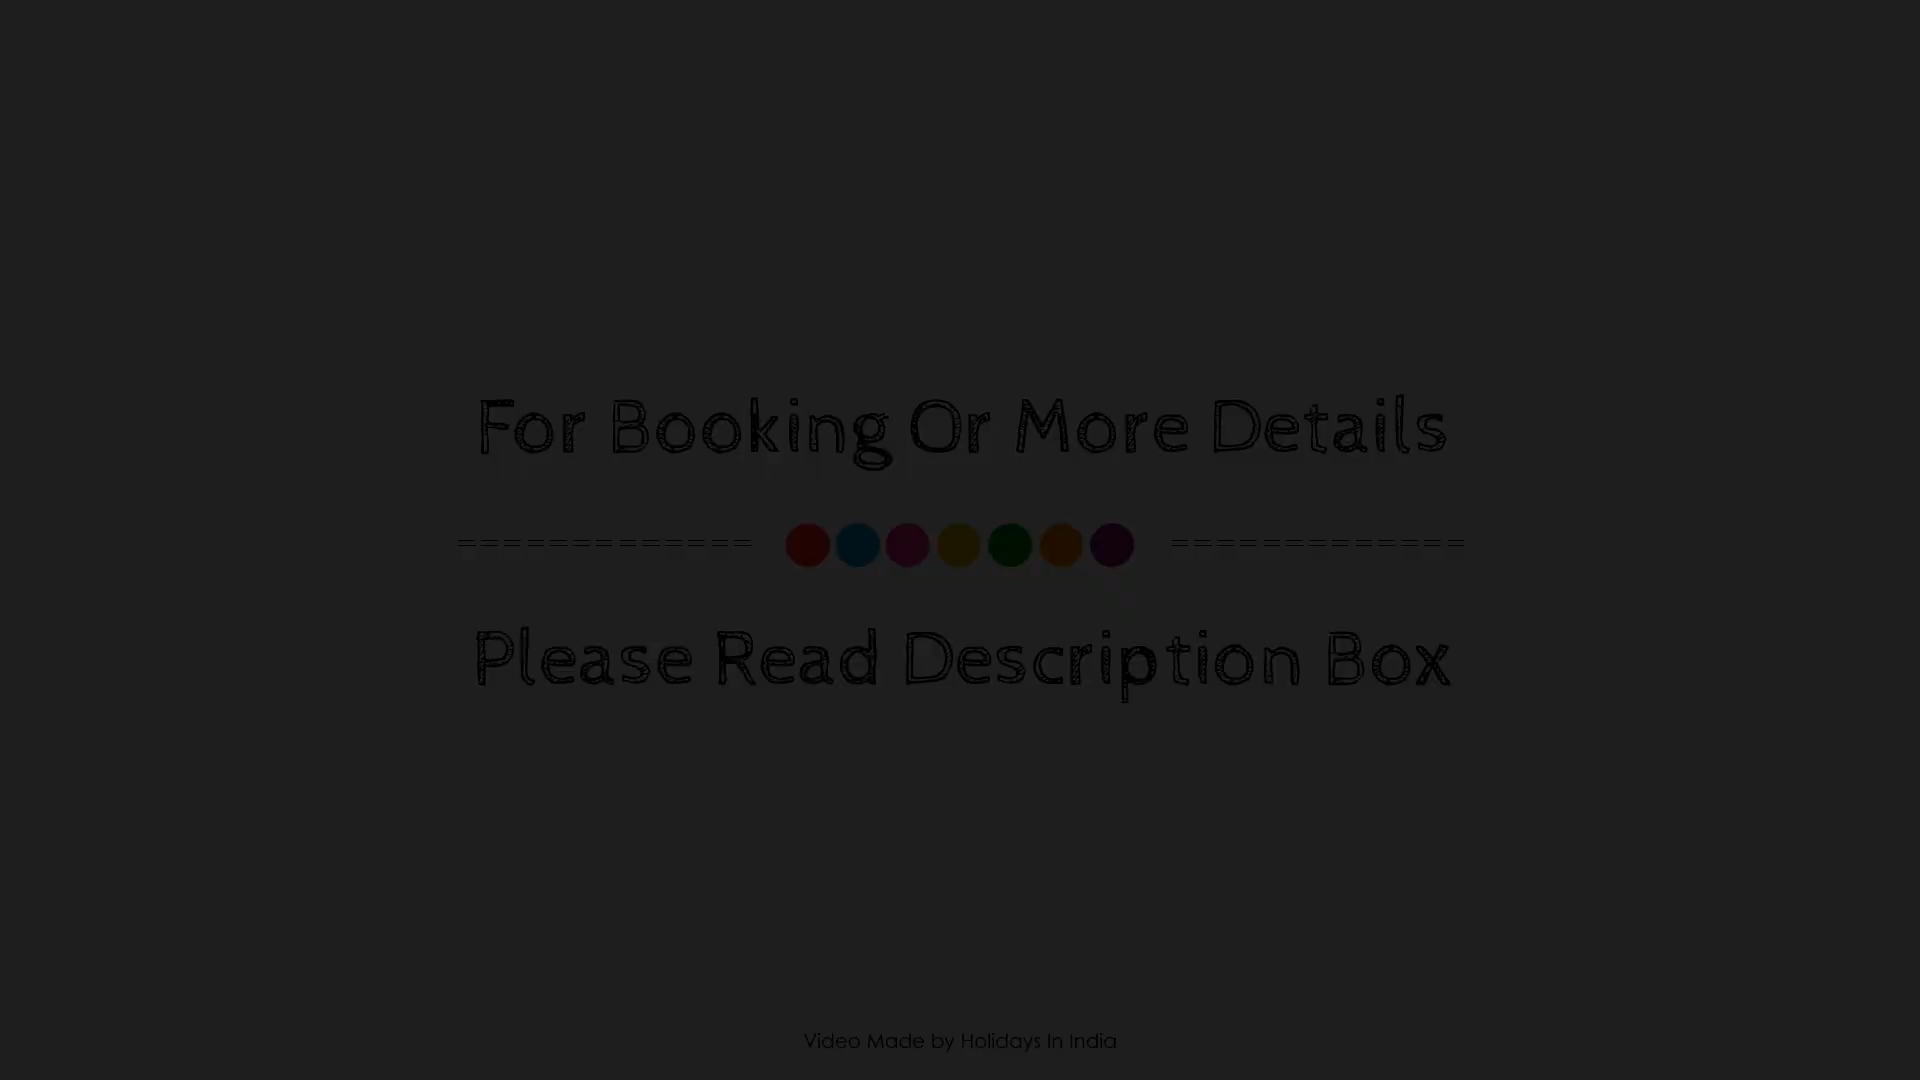 For Booking Or More Details
============= =============
Please Read Description Box
Video Made by Holidays In India